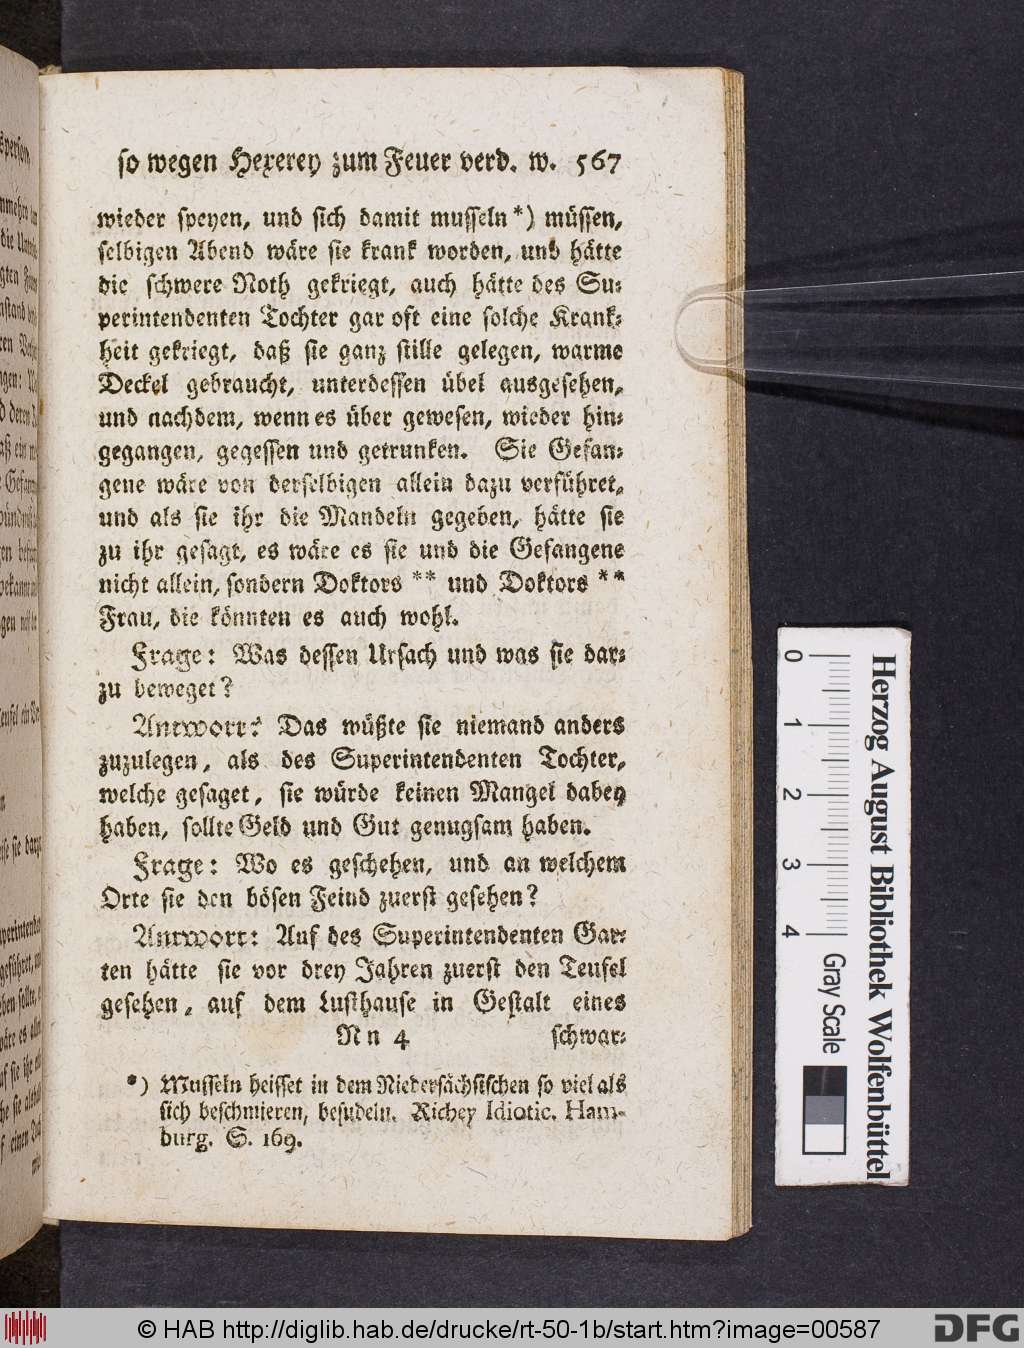 so wegen Hexerey zum Feuer verd. w. 567
wieder speyen, und sich damit musseln*) müssen,
selbigen Abend wäre sie krank worden, und hätte
die schwere Noth gekriegt, auch hätte des Su-
perintendenten Tochter gar oft eine solche Krank-
heit gekriegt, daß sie ganz stille gelegen, warme
Deckel gebraucht, unterdessen übel ausgesehen,
und nachdem, wenn es über gewesen, wieder hin-
gegangen, gegessen und getrunken. Sie Gefan-
gene wäre von derselbigen allein dazu verführet,
und als sie ihr die Mandeln gegeben, hätte sie
zu ihr gesagt, es wäre es sie und die Gefangene
nicht allein, sondern Doktors ** und Doktors **
Frau, die könnten es auch wohl.
Frage: Was dessen Ursach und was sie dar-
zu beweget?
Antwort: Das wüßte sie niemand anders
zuzulegen, als des Superintendenten Tochter,
welche gesaget, sie würde keinen Mangel dabey
haben, sollte Geld und Gut genugsam haben.
Frage: Wo es geschehen, und an welchem
Orte sie den bösen Feind zuerst gesehen?
Antwort: Auf des Superintendenten Gar-
ten hätte sie vor drey Jahren zuerst den Teufel
gesehen, auf dem Lusthause in Gestalt eines
Nn 4 schwar-
*) Musseln heisset in dem Niedersächsischen so viel als
sich beschmieren, besudeln. Richey Idiotic. Ham-
burg. S. 169.
0 1 2 3 4
Gray Scale
Herzog August Bibliothek Wolfenbüttel
© HAB http://diglib.hab.de/drucke/rt-50-1b/start.htm?image=00587
DFG